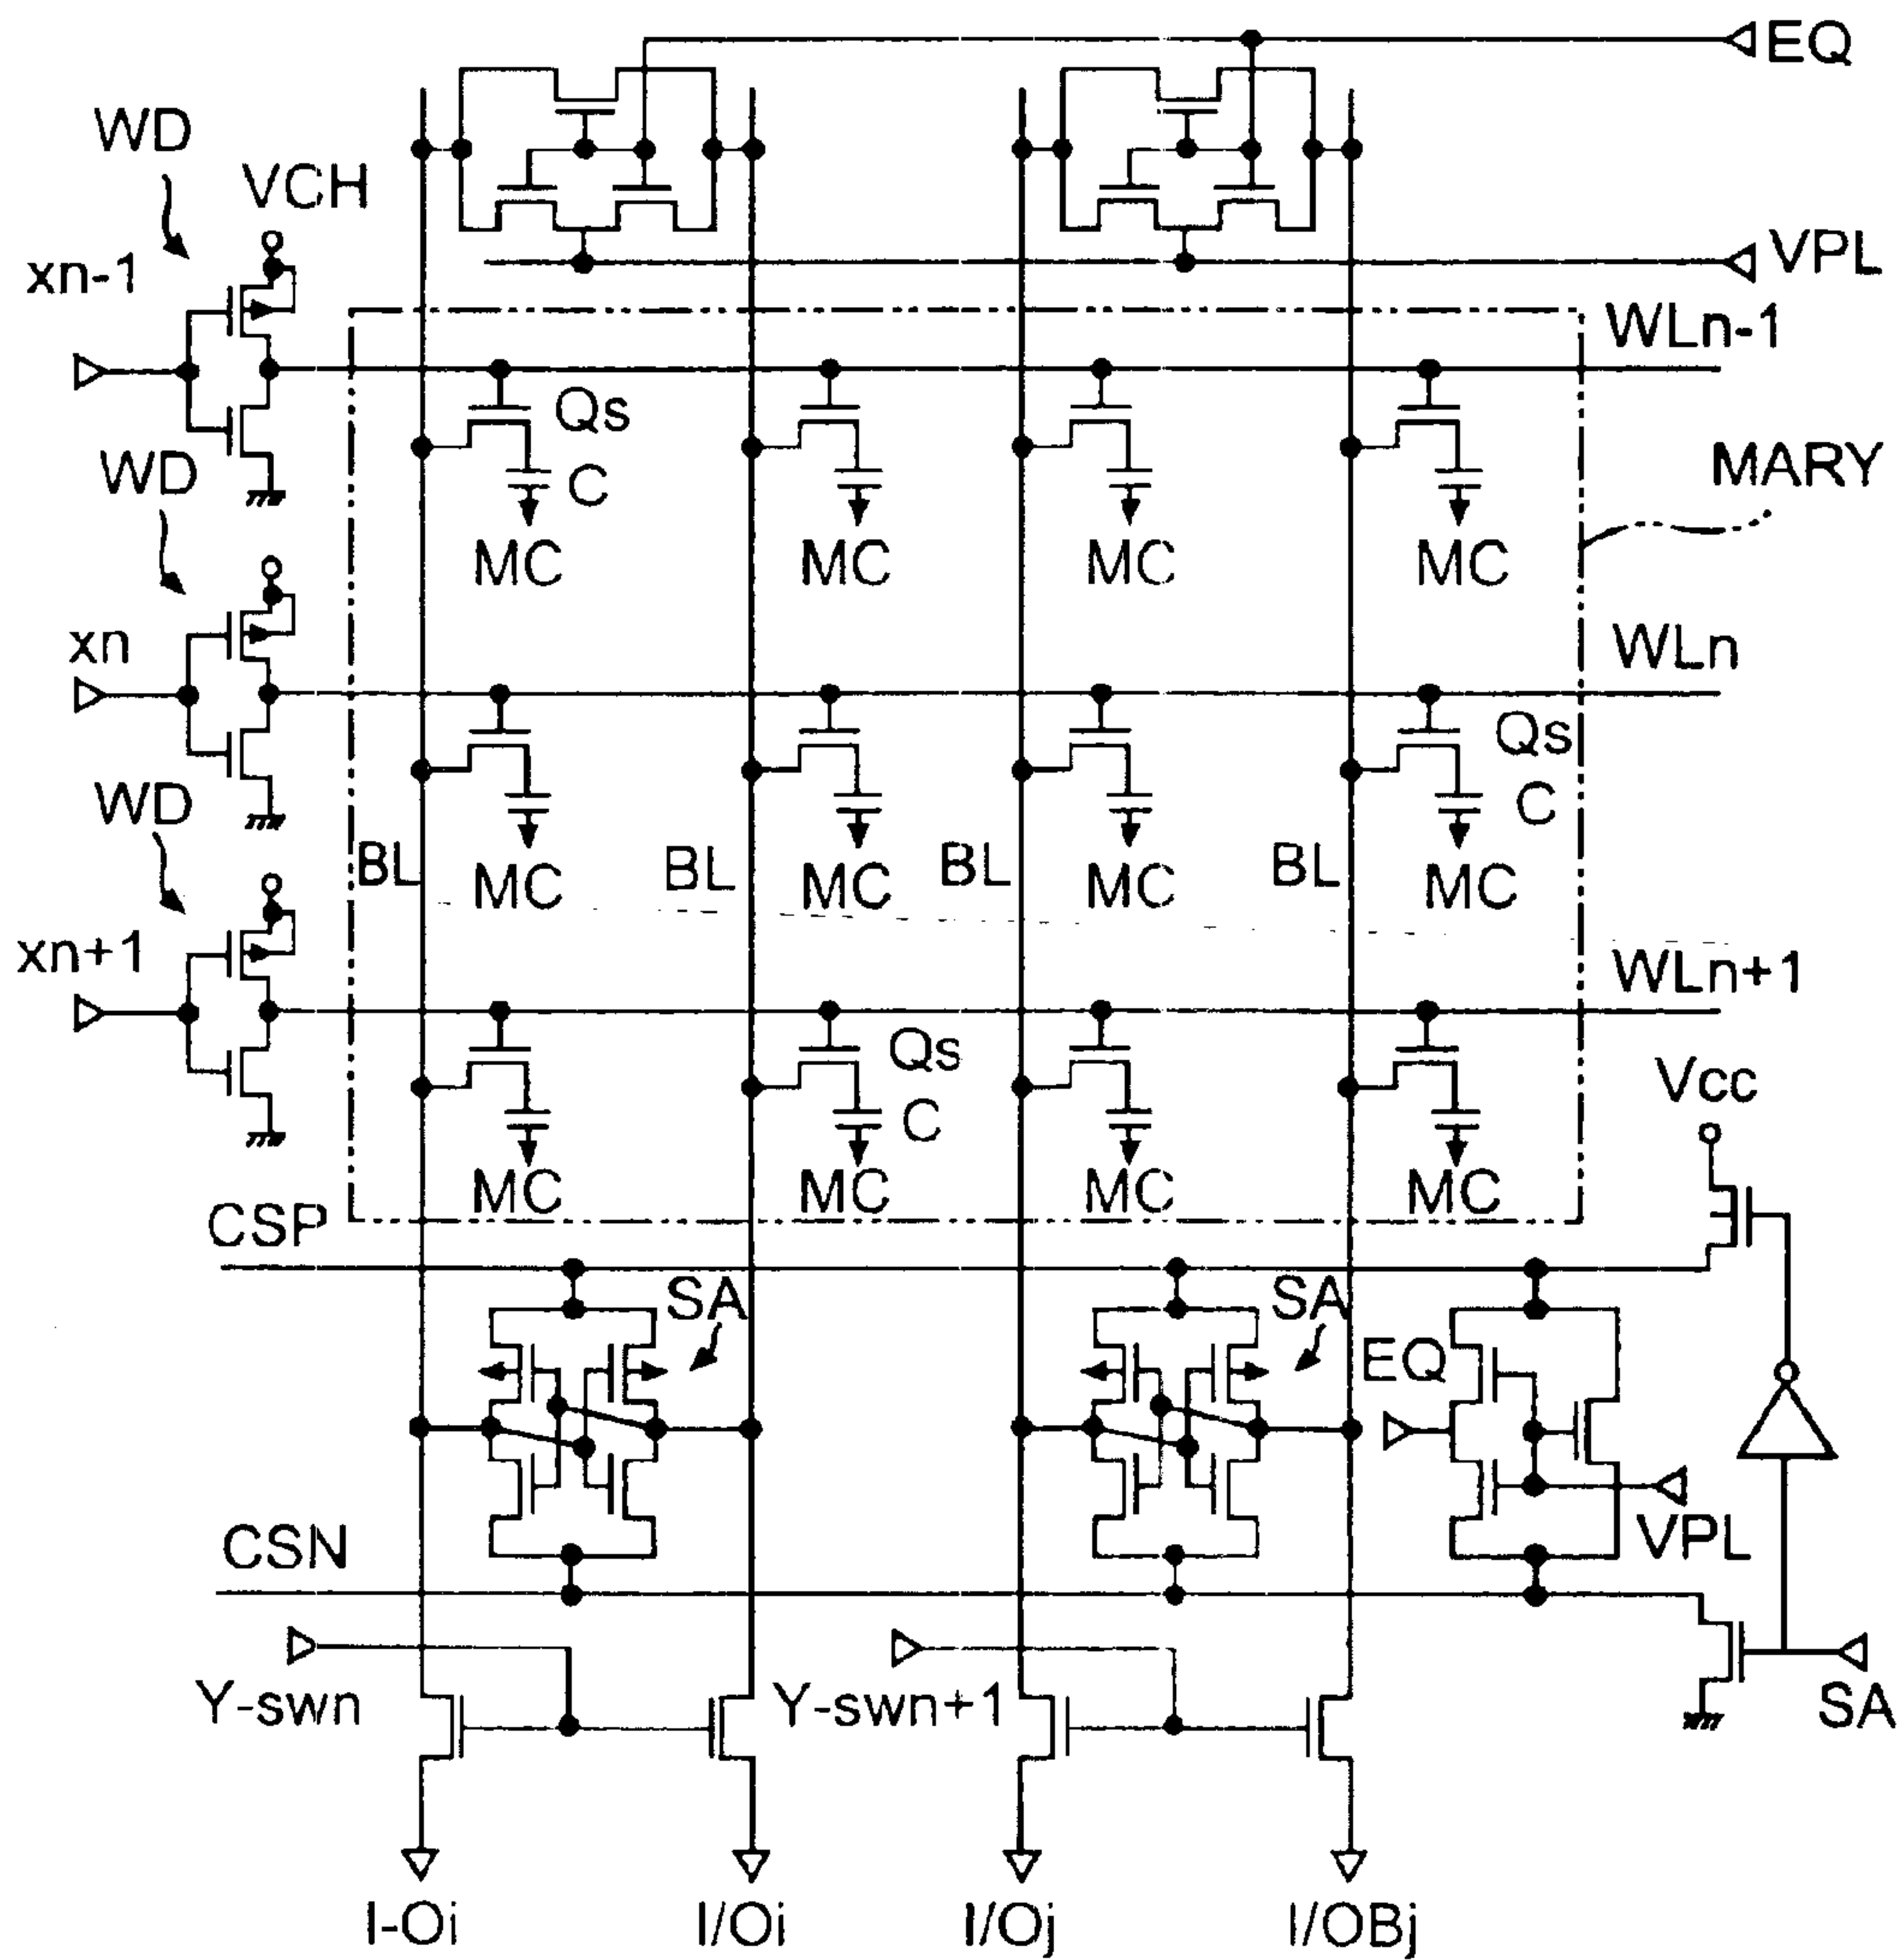 EQ
WD
VCH
VPL
xn-1
WLn-1
Qs
WD
MARY
C
MC MC MC MC
xn
WLn
Qs
WD
C
BL BL BL BL
MC MC MC MC
xn+1
WLn+1
Qs
Vcc
C
MC MC MC MC
CSP
SA SA
EQ
CSN
VPL
Y-swn Y-swn+1
SA
I-Oi I/Oi I/Oj I/OBj